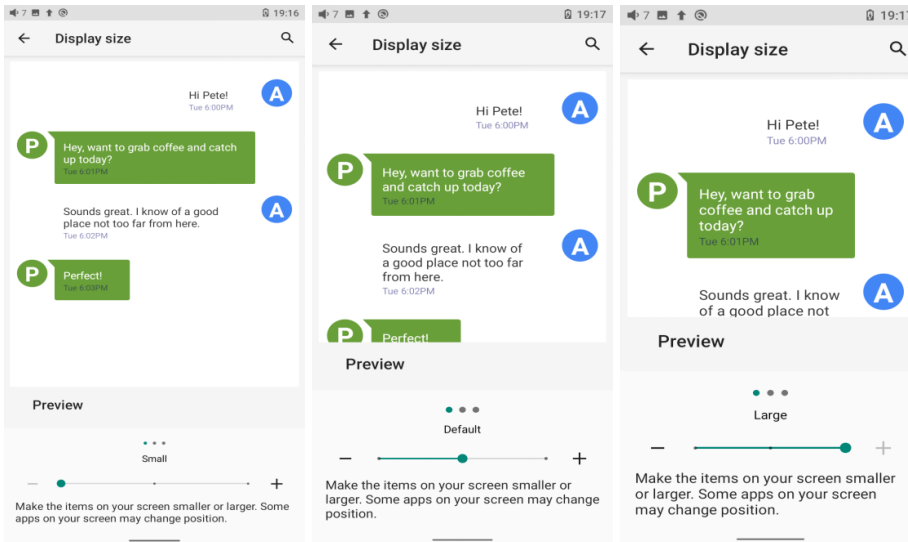 7
19:16
Display size
Hi Pete!
Tue 6:00PM
A
P
Hey, want to grab coffee and catch
up today?
Tue 6:01PM
Sounds great. I know of a good
place not too far from here.
Tue 6:02PM
A
P
Perfect!
Tue 6:03PM
Preview
Small
Make the items on your screen smaller or larger. Some
apps on your screen may change position.
7
19:17
Display size
Hi Pete!
Tue 6:00PM
A
P
Hey, want to grab coffee
and catch up today?
Tue 6:01PM
Sounds great. I know of
a good place not too far
from here.
Tue 6:02PM
A
P
Perfect!
Preview
Default
Make the items on your screen smaller or
larger. Some apps on your screen may change
position.
7
19:17
Display size
Hi Pete!
Tue 6:00PM
A
P
Hey, want to grab
coffee and catch up
today?
Tue 6:01PM
Sounds great. I know
of a good place not
A
Preview
Large
Make the items on your screen smaller
or larger. Some apps on your screen
may change position.